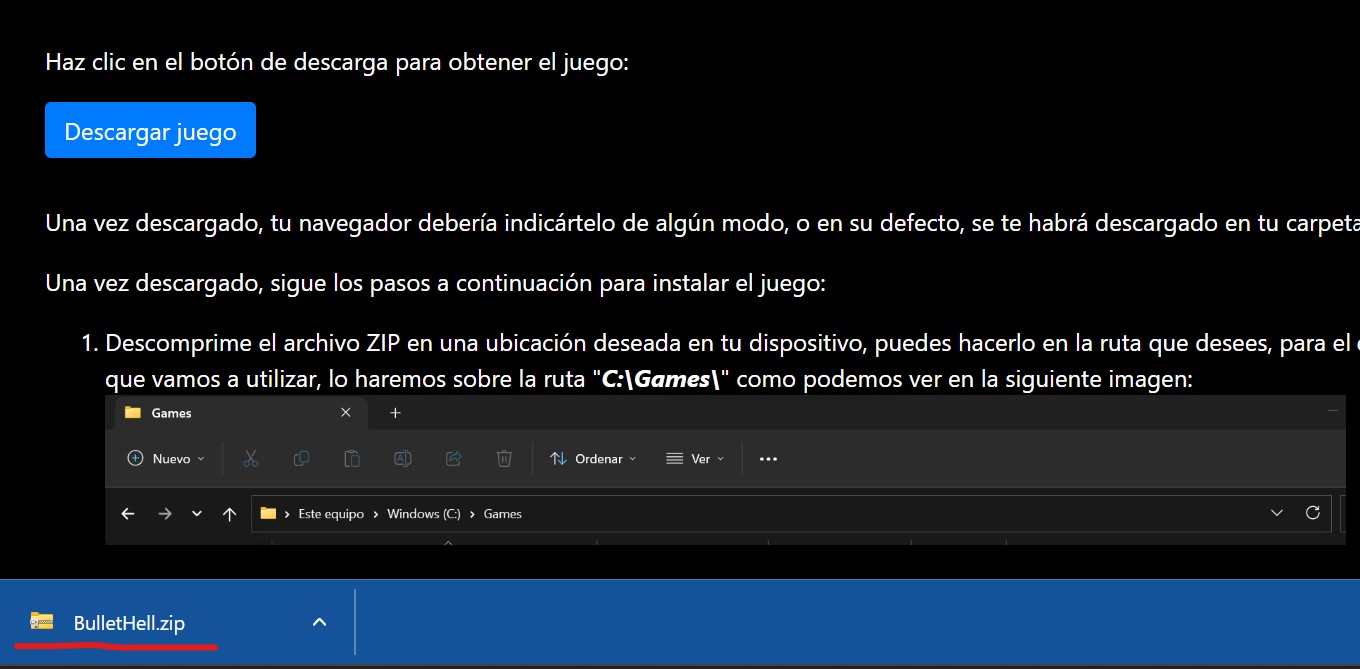 Haz clic en el botón de descarga para obtener el juego:
Descargar juego
Una vez descargado, tu navegador debería indicártelo de algún modo, o en su defecto, se te habrá descargado en tu carpeta
Una vez descargado, sigue los pasos a continuación para instalar el juego:
1. Descomprime el archivo ZIP en una ubicación deseada en tu dispositivo, puedes hacerlo en la ruta que desees, para el
que vamos a utilizar, lo haremos sobre la ruta "C:\Games\" como podemos ver en la siguiente imagen:
Games
Nuevo Ordenar Ver
Este equipo > Windows (C:) > Games
BulletHell.zip